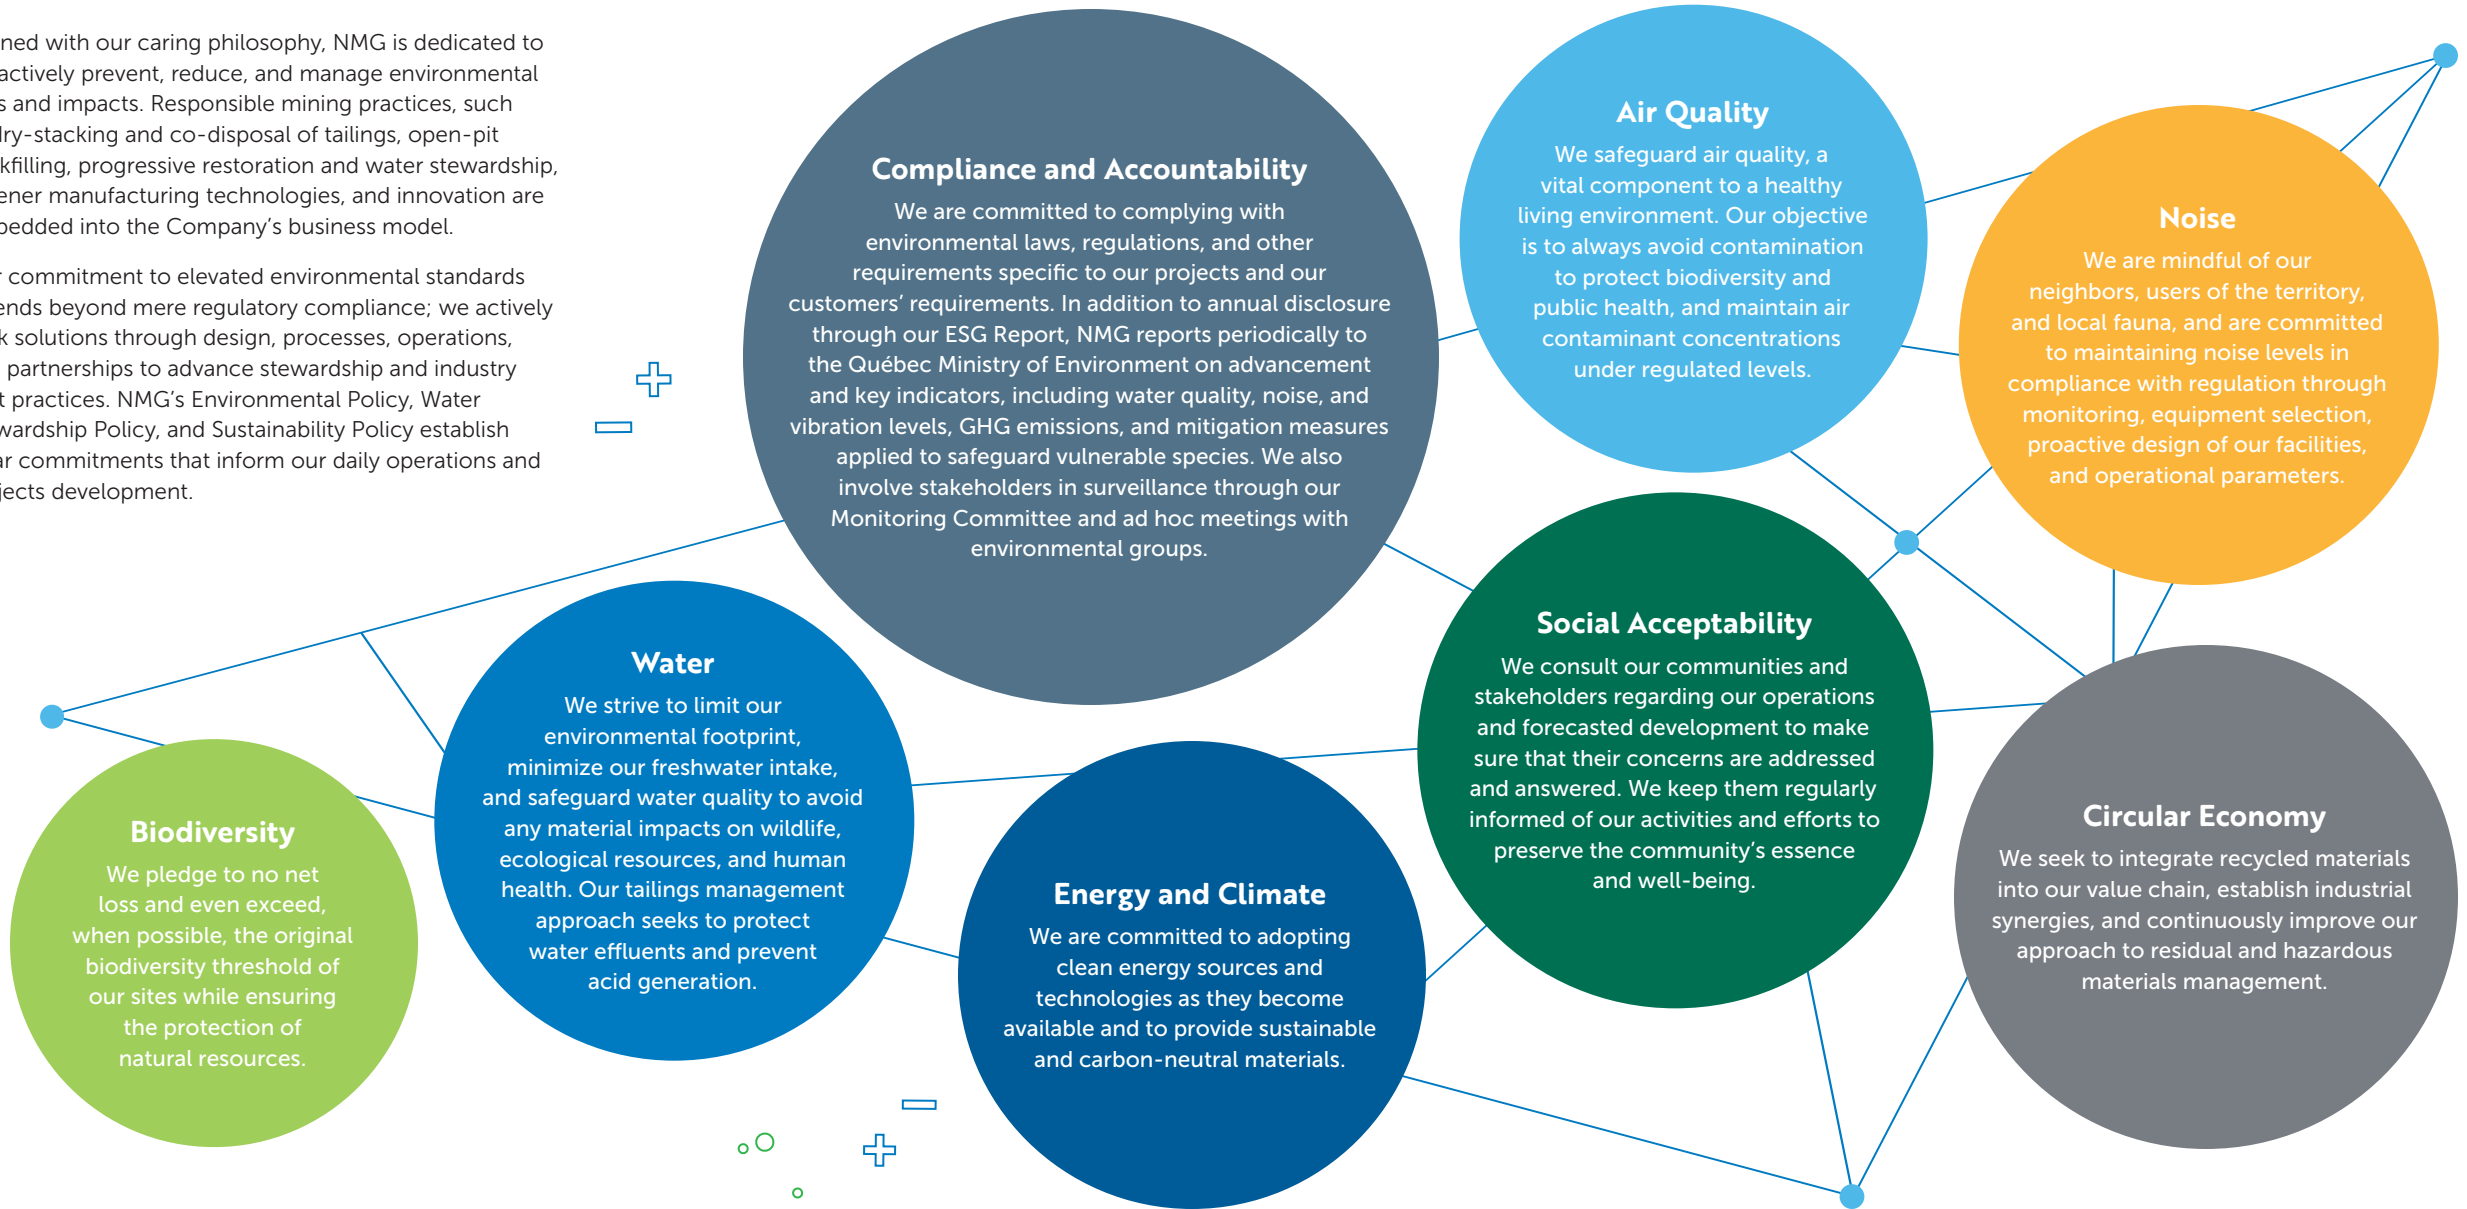 ned with our caring philosophy, NMG is dedicated to
actively prevent, reduce, and manage environmental
s and impacts. Responsible mining practices, such
dry-stacking and co-disposal of tailings, open-pit
kfilling, progressive restoration and water stewardship,
ener manufacturing technologies, and innovation are
bedded into the Company's business model.
r commitment to elevated environmental standards
ends beyond mere regulatory compliance; we actively
k solutions through design, processes, operations,
partnerships to advance stewardship and industry
t practices. NMG's Environmental Policy, Water
wardship Policy, and Sustainability Policy establish
ar commitments that inform our daily operations and
jects development.
Compliance and Accountability
We are committed to complying with
environmental laws, regulations, and other
requirements specific to our projects and our
customers' requirements. In addition to annual disclosure
through our ESG Report, NMG reports periodically to
the Québec Ministry of Environment on advancement
and key indicators, including water quality, noise, and
vibration levels, GHG emissions, and mitigation measures
applied to safeguard vulnerable species. We also
involve stakeholders in surveillance through our
Monitoring Committee and ad hoc meetings with
environmental groups.
Air Quality
We safeguard air quality, a
vital component to a healthy
living environment. Our objective
is to always avoid contamination
to protect biodiversity and
public health, and maintain air
contaminant concentrations
under regulated levels.
Noise
We are mindful of our
neighbors, users of the territory,
and local fauna, and are committed
to maintaining noise levels in
compliance with regulation through
monitoring, equipment selection,
proactive design of our facilities,
and operational parameters.
Biodiversity
We pledge to no net
loss and even exceed,
when possible, the original
biodiversity threshold of
our sites while ensuring
the protection of
natural resources.
Water
We strive to limit our
environmental footprint,
minimize our freshwater intake,
and safeguard water quality to avoid
any material impacts on wildlife,
ecological resources, and human
health. Our tailings management
approach seeks to protect
water effluents and prevent
acid generation.
Energy and Climate
We are committed to adopting
clean energy sources and
technologies as they become
available and to provide sustainable
and carbon-neutral materials.
Social Acceptability
We consult our communities and
stakeholders regarding our operations
and forecasted development to make
sure that their concerns are addressed
and answered. We keep them regularly
informed of our activities and efforts to
preserve the community's essence
and well-being.
Circular Economy
We seek to integrate recycled materials
into our value chain, establish industrial
synergies, and continuously improve our
approach to residual and hazardous
materials management.